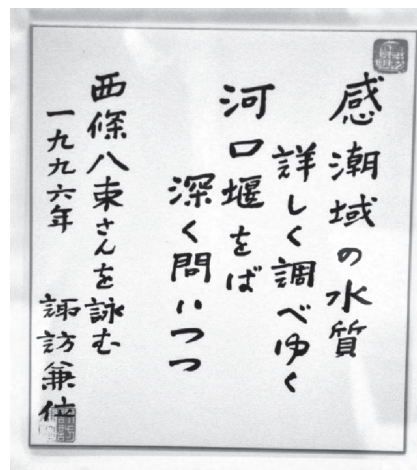 感潮域の水質
詳しく調べゆく
河口堰をば
深く問いつつ
西條八束さんを詠む
一九九六年
諏訪兼位